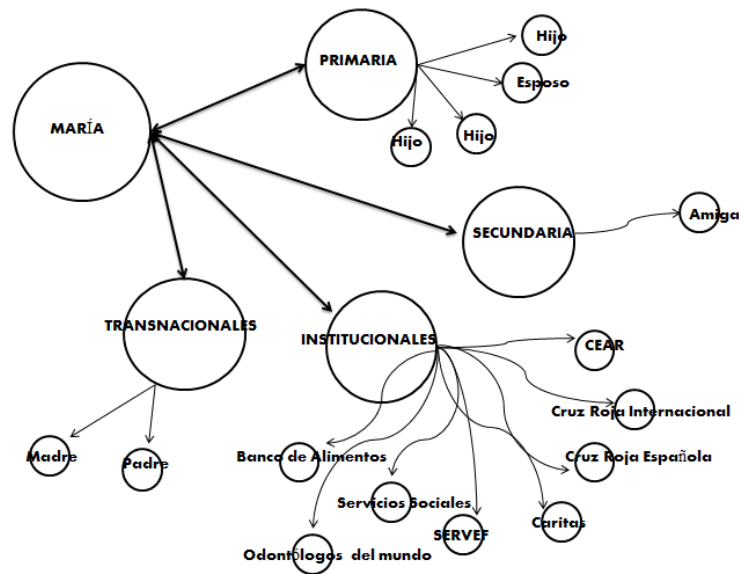 Hijo
PRIMARIA
Esposo
MARÍA
Hijo
Hijo
Amiga
SECUNDARIA
TRANSNACIONALES
INSTITUCIONALES
CEAR
Cruz Roja Internacional
Madre
Padre
Banco de Alimentos
Cruz Roja Española
Servicios Sociales
Caritas
SERVEF
Odontólogos del mundo